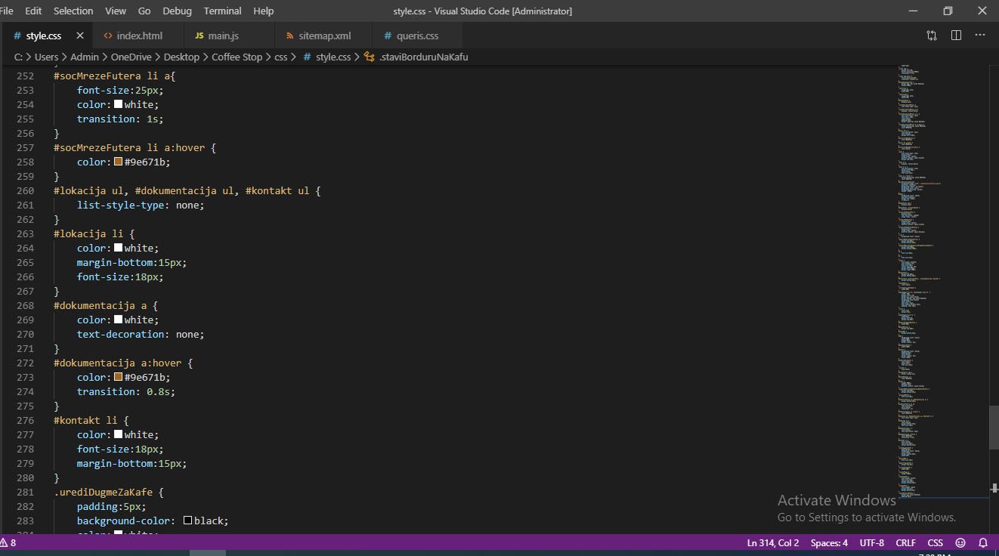 File Edit Selection View Go Debug Terminal Help style.css - Visual Studio Code [Administrator]
# style.css × <> index.html JS main.js sitemap.xml # queris.css ...
C: > Users > Admin > OneDrive > Desktop > Coffee Stop > css > # style.css > .staviBorduruNaKafu
252 #socMrezeFutera li a{
253 font-size:25px;
254 color: white;
255 transition: 1s;
256 }
257 #socMrezeFutera li a:hover {
258 color: #9e671b;
259 }
260 #lokacija ul, #dokumentacija ul, #kontakt ul {
261 list-style-type: none;
262 }
263 #lokacija li {
264 color: white;
265 margin-bottom:15px;
266 font-size:18px;
267 }
268 #dokumentacija a {
269 color: white;
270 text-decoration: none;
271 }
272 #dokumentacija a:hover {
273 color: #9e671b;
274 transition: 0.8s;
275 }
276 #kontakt li {
277 color: white;
278 font-size:18px;
279 margin-bottom:15px;
280 }
281 .urediDugmeZaKafe {
282 padding:5px;
283 background-color: black;
284 color: white;
Activate Windows
Go to Settings to activate Windows.
8 Ln 314, Col 2 Spaces: 4 UTF-8 CRLF CSS